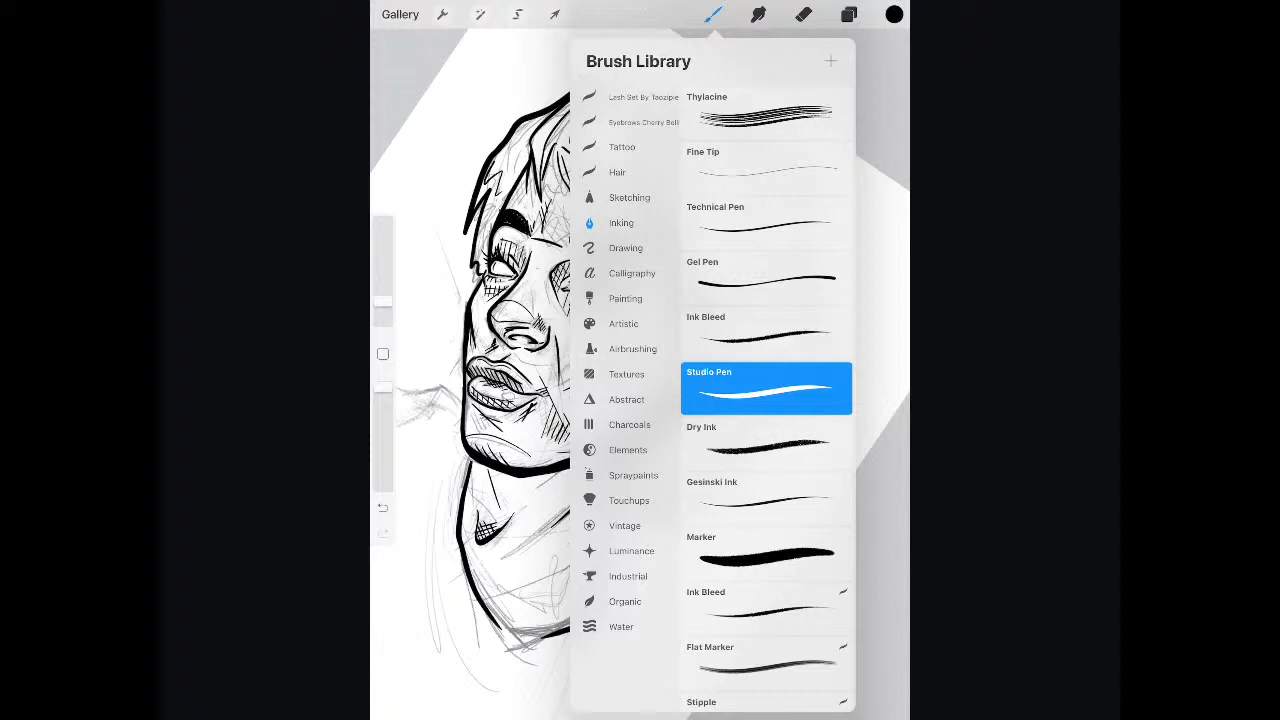 Gallery
Brush Library
Lash Set By Taozipie
Eyebrows Cherry Belli
Tattoo
Hair
Sketching
Inking
Drawing
Calligraphy
Painting
Artistic
Airbrushing
Textures
Abstract
Charcoals
Elements
Spraypaints
Touchups
Vintage
Luminance
Industrial
Organic
Water
Thylacine
Fine Tip
Technical Pen
Gel Pen
Ink Bleed
Studio Pen
Dry Ink
Gesinski Ink
Marker
Ink Bleed
Flat Marker
Stipple